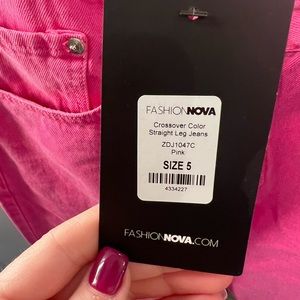 FASHIONNOVA
Crossover Color
Straight Leg Jeans
ZDJ1047C
Pink
SIZE 5
4334227
FASHIONNOVA.COM